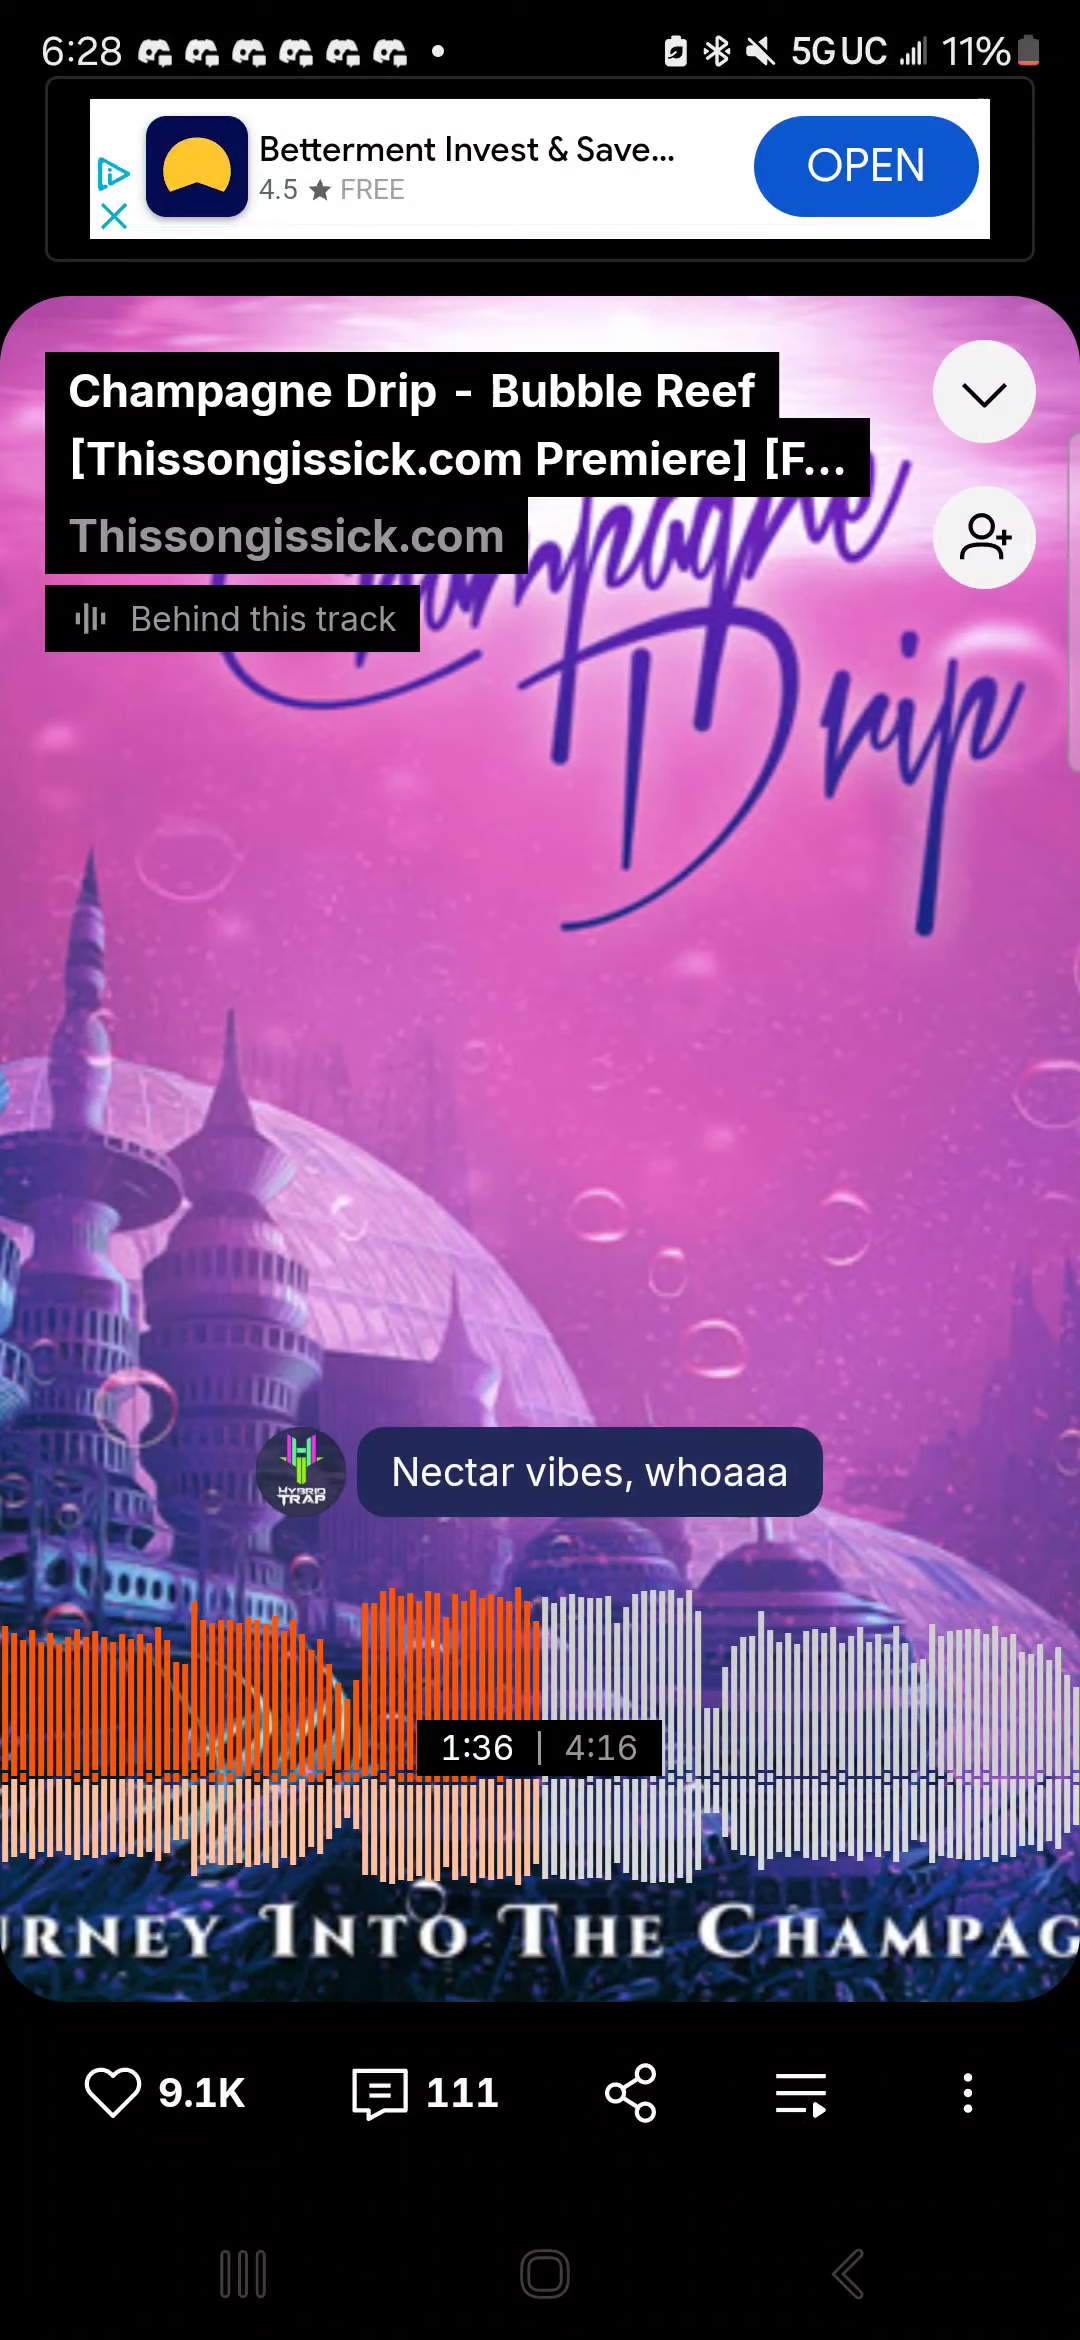 6:28
5G UC 11%
Betterment Invest & Save...
4.5 ★ FREE
OPEN
Champagne Drip - Bubble Reef
[Thissongissick.com Premiere] [F...
Thissongissick.com
Behind this track
Champagne
Drip
HYBRID
TRAP
Nectar vibes, whoaaa
1:36 | 4:16
RNEY INTO THE CHAMPAG
9.1K
111